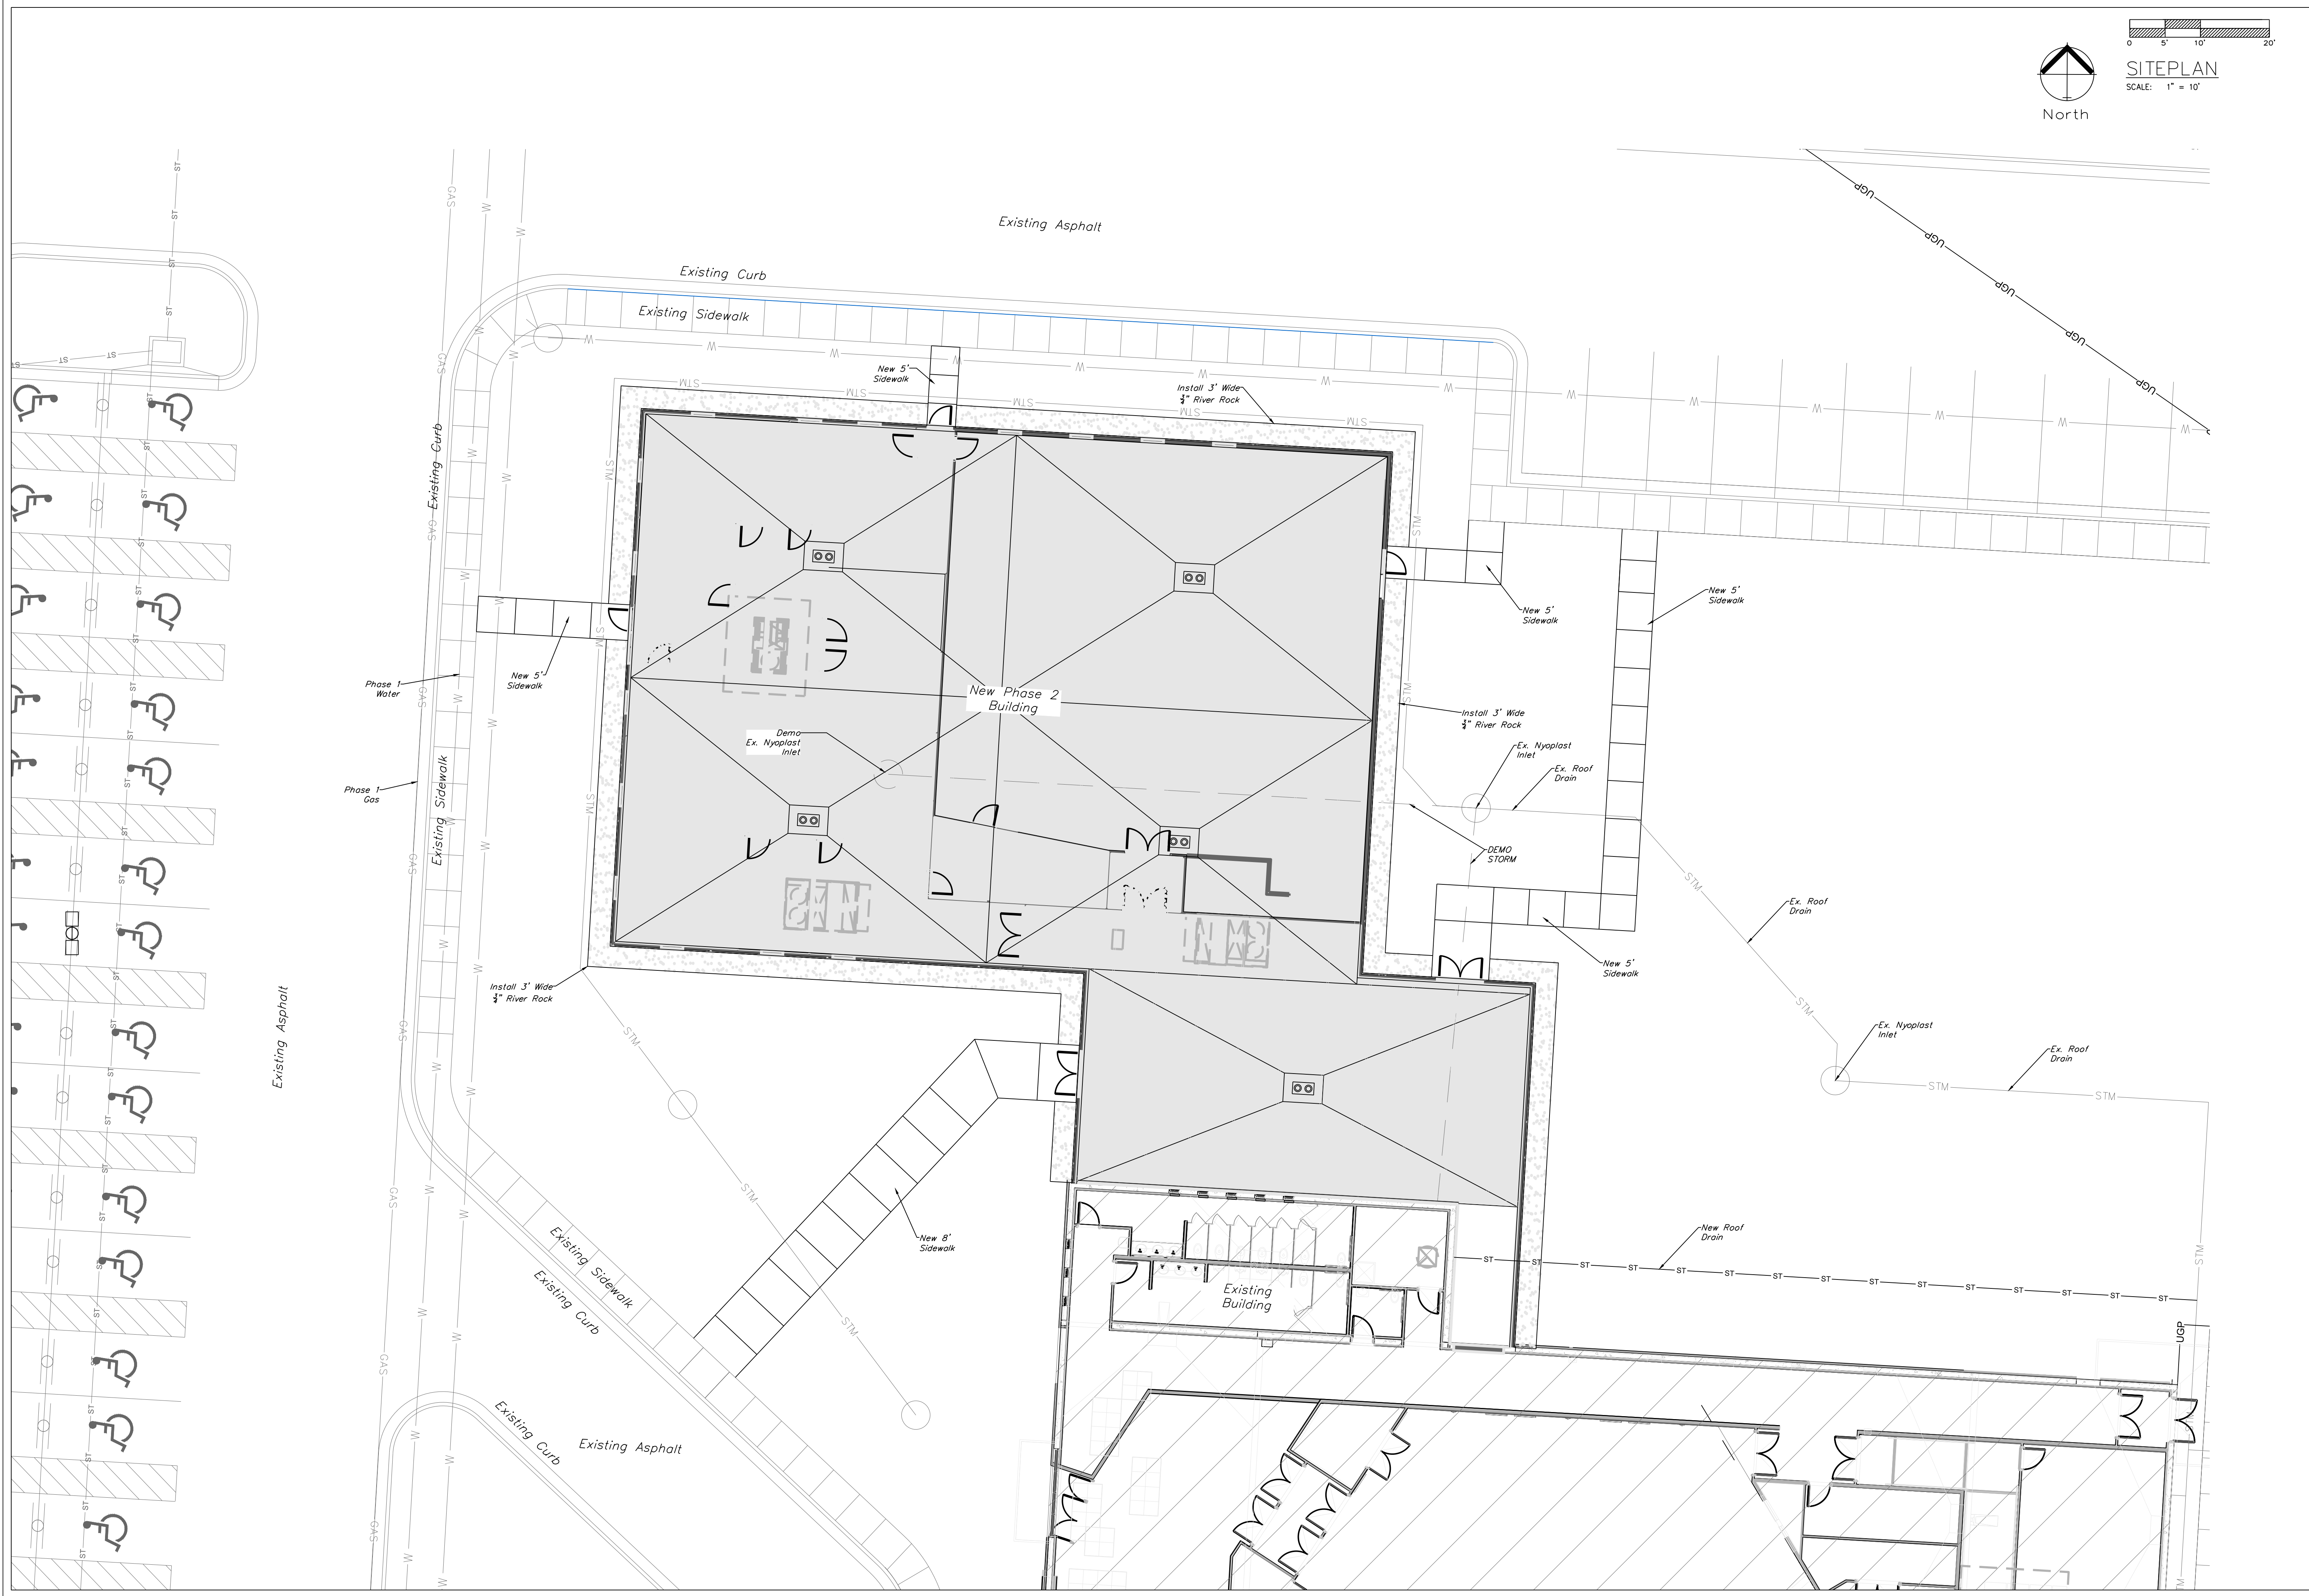 0 5' 10' 20'
SITEPLAN
SCALE: 1" = 10'
North
Existing Asphalt
Existing Curb
Existing Sidewalk
New 5'
Sidewalk
Install 3' Wide
¾" River Rock
Existing Curb
New 5'
Sidewalk
New 5'
Sidewalk
Phase 1
Water
New 5'
Sidewalk
New Phase 2
Building
Install 3' Wide
¾" River Rock
Demo
Ex. Nyoplast
Inlet
Ex. Nyoplast
Inlet
Ex. Roof
Drain
Phase 1
Gas
Existing Sidewalk
DEMO
STORM
Ex. Roof
Drain
New 5'
Sidewalk
Install 3' Wide
¾" River Rock
Existing Asphalt
Ex. Nyoplast
Inlet
Ex. Roof
Drain
New 8'
Sidewalk
New Roof
Drain
Existing Sidewalk
Existing Curb
Existing
Building
Existing Curb
Existing Asphalt
GAS
W
STM
ST
UGP